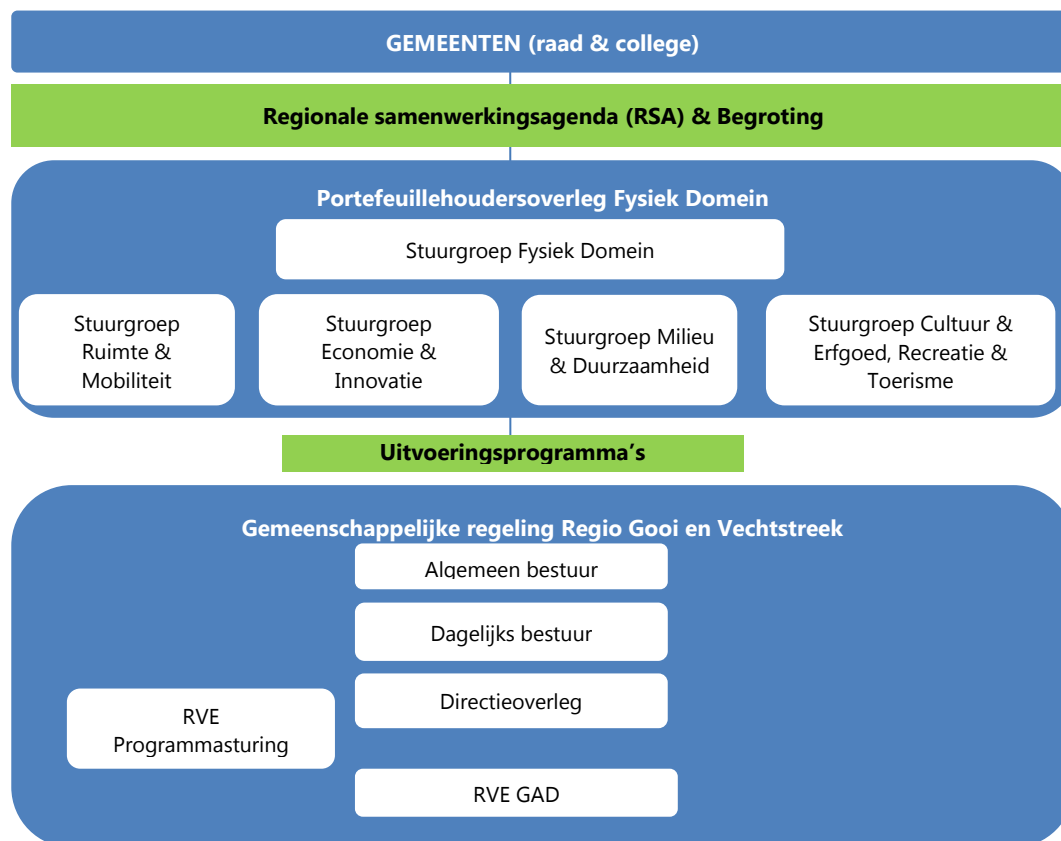 GEMEENTEN (raad & college)
Regionale samenwerkingsagenda (RSA) & Begroting
Portefeuillehoudersoverleg Fysiek Domein
Stuurgroep Fysiek Domein
Stuurgroep
Ruimte &
Mobiliteit
Stuurgroep
Economie &
Innovatie
Stuurgroep Milieu
& Duurzaamheid
Stuurgroep Cultuur &
Erfgoed, Recreatie &
Toerisme
Uitvoeringsprogramma’s
Gemeenschappelijke regeling Regio Gooi en Vechtstreek
Algemeen bestuur
Dagelijks bestuur
Directieoverleg
RVE
Programmasturing
RVE GAD